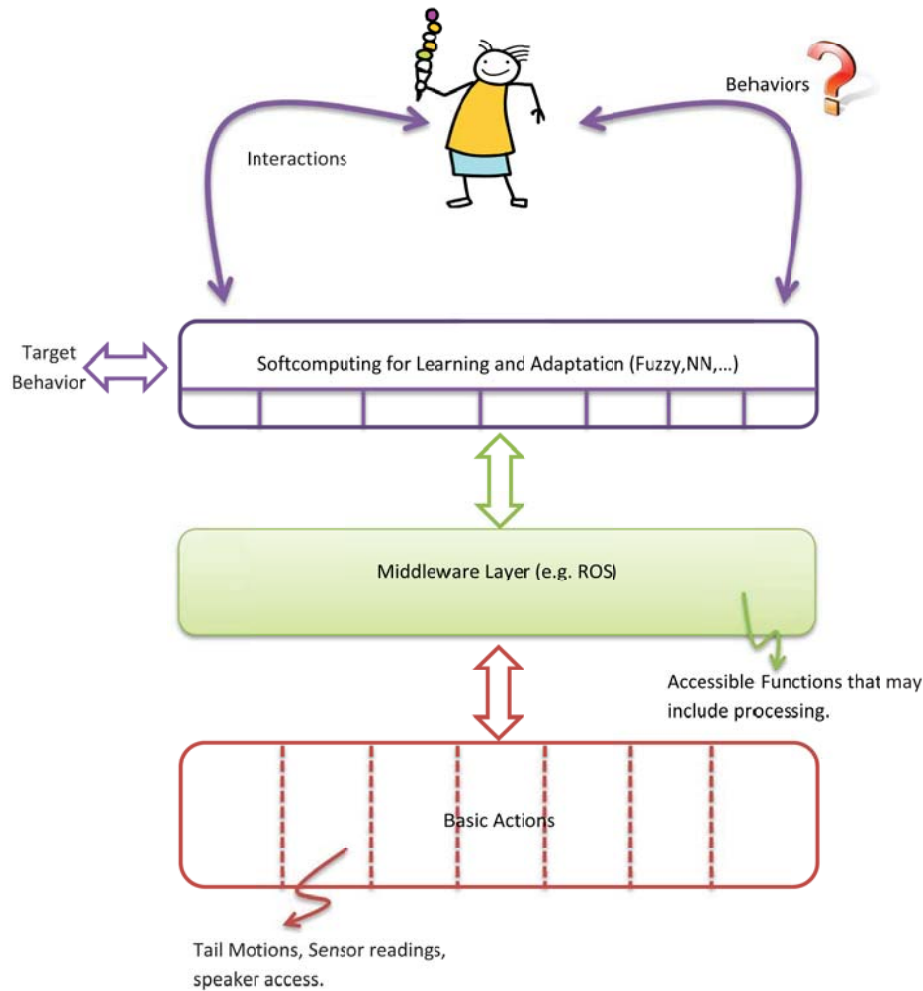 Behaviors
Interactions
Target
Behavior
Softcomputing for Learning and Adaptation (Fuzzy,NN,...)
Middleware Layer (e.g. ROS)
Accessible Functions that may
include processing.
Basic Actions
Tail Motions, Sensor readings,
speaker access.